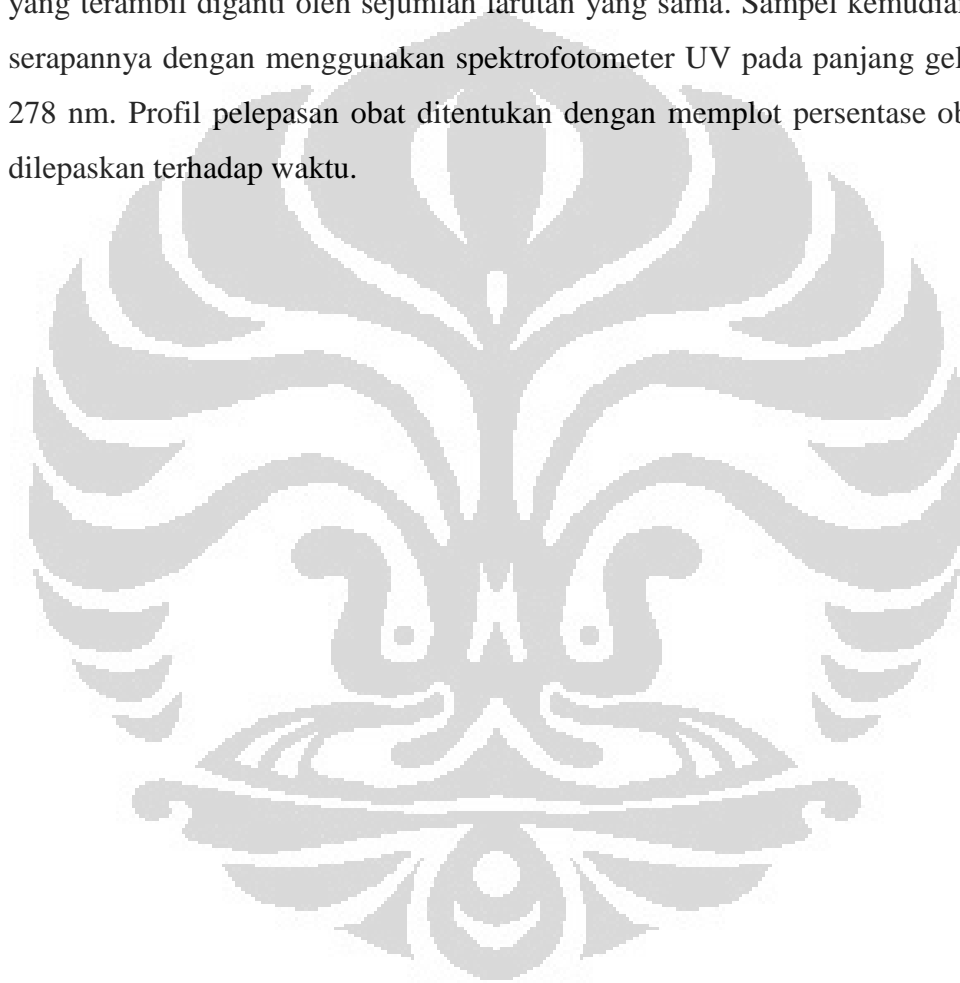 yang terambil diganti oleh sejumlah larutan yang sama. Sampel kemudian
serapannya dengan menggunakan spektrofotometer UV pada panjang gel
278 nm. Profil pelepasan obat ditentukan dengan memplot persentase ob
dilepaskan terhadap waktu.